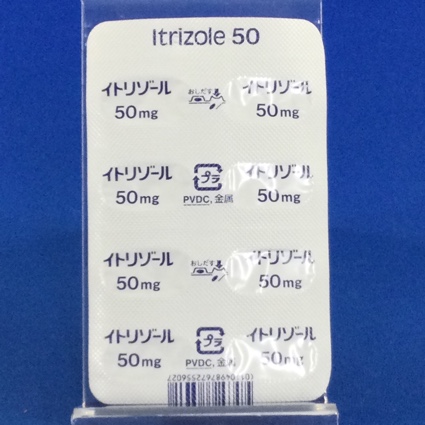 Itrizole 50
イトリゾール おしだす イトリゾール
50mg 50mg
イトリゾール プラ イトリゾール
50mg PVDC, 金属 50mg
イトリゾール おしだす イトリゾール
50mg 50mg
イトリゾール プラ イトリゾール
50mg PVDC, 50mg
(01)04987672556027